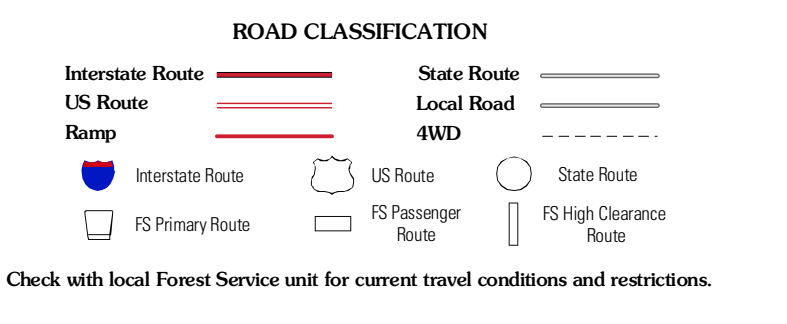 ROAD CLASSIFICATION
Interstate Route
State Route
US Route
Local Road
Ramp
4WD
Interstate Route
US Route
State Route
FS Primary Route
FS Passenger
Route
FS High Clearance
Route
Check with local Forest Service unit for current travel conditions and restrictions.